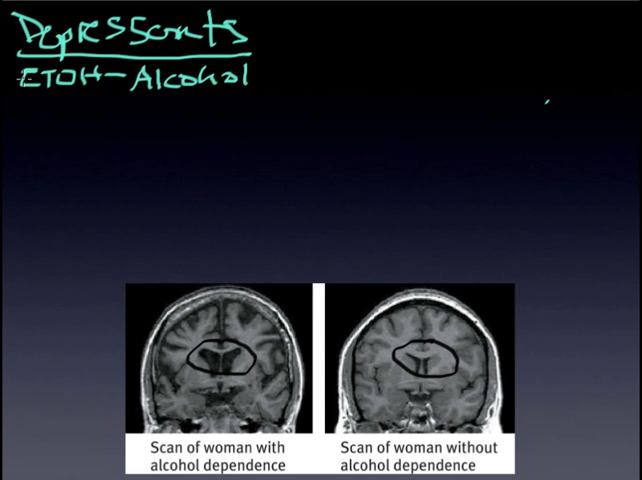 Depressants
ETOH - Alcohol
Scan of woman with
alcohol dependence
Scan of woman without
alcohol dependence